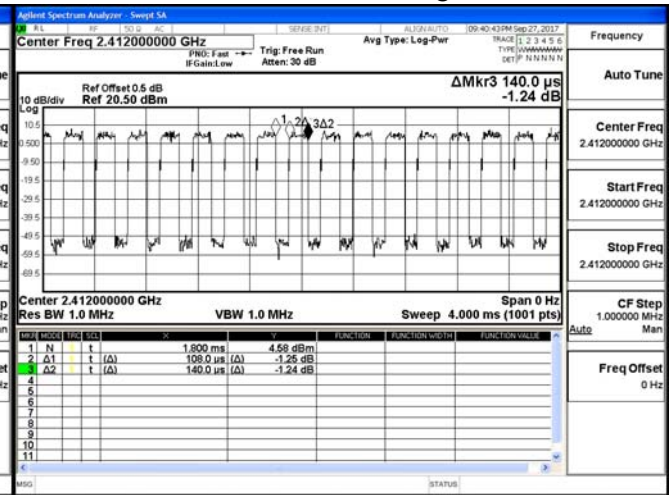 Agilent Spectrum Analyzer - Swept SA
RL RF 50 Ω AC SENSE:INT ALIGNAUTO 09:40:43 PM Sep 27, 2017
Center Freq 2.412000000 GHz
PNO: Fast
IFGain:Low
Trig: Free Run
Atten: 30 dB
Avg Type: Log-Pwr
TRACE 1 2 3 4 5 6
TYPE
DET P N N N N N
Frequency
Auto Tune
Ref Offset 0.5 dB
Ref 20.50 dBm
ΔMkr3 140.0 µs
-1.24 dB
10 dB/div
Log
10.5
0.500
-9.50
-19.5
-29.5
-39.5
-49.5
-59.5
-69.5
1 2Δ 3Δ2
Center 2.412000000 GHz
Span 0 Hz
Res BW 1.0 MHz
VBW 1.0 MHz
Sweep 4.000 ms (1001 pts)
MKR MODE TRC SCL X Y FUNCTION FUNCTION WIDTH FUNCTION VALUE
1 N t 1.800 ms 4.58 dBm
2 Δ1 t (Δ) 108.0 µs (Δ) -1.25 dB
3 Δ2 t (Δ) 140.0 µs (Δ) -1.24 dB
4
5
6
7
8
9
10
11
Center Freq
2.412000000 GHz
Start Freq
2.412000000 GHz
Stop Freq
2.412000000 GHz
CF Step
1.000000 MHz
Auto Man
Freq Offset
0 Hz
MSG
STATUS